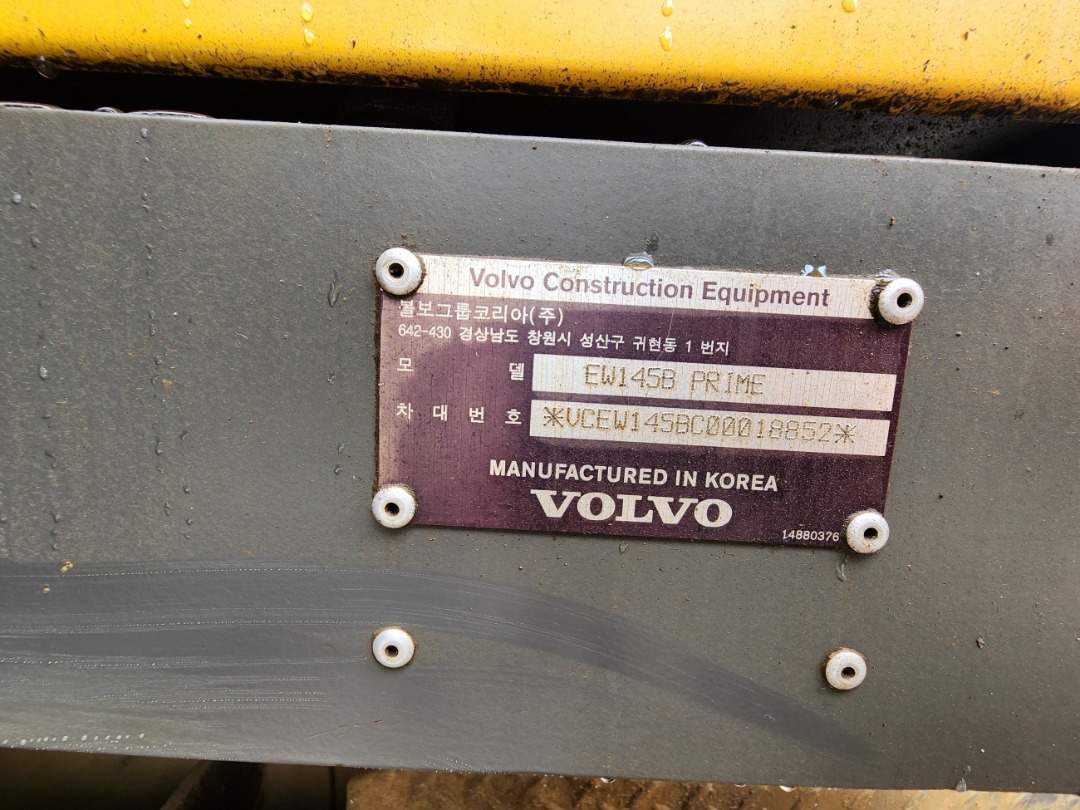 Volvo Construction Equipment
볼보그룹코리아(주)
642-430 경상남도 창원시 성산구 귀현동 1 번지
모 델 EW145B PRIME
차 대 번 호 *VCEW145BC00018852*
MANUFACTURED IN KOREA
VOLVO
14880376